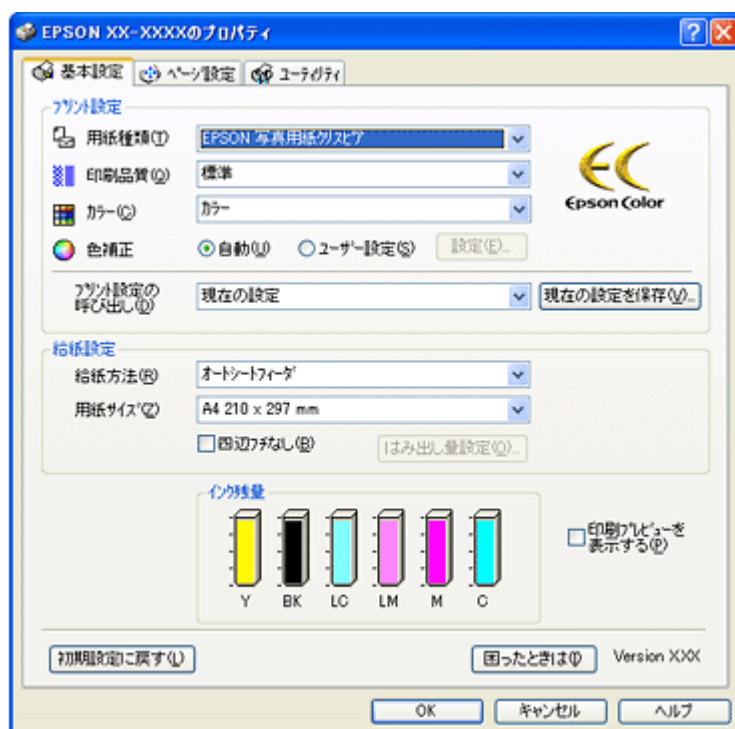 EPSON XX-XXXXのプロパティ
基本設定 ページ設定 ユーティリティ
プリント設定
用紙種類(T) EPSON 写真用紙クリスピア
印刷品質(Q) 標準
カラー(C) カラー
Epson Color
色補正 自動(U) ユーザー設定(S) 設定(E)...
プリント設定の
呼び出し(D) 現在の設定 現在の設定を保存(V)...
給紙設定
給紙方法(R) オートシートフィーダ
用紙サイズ(Z) A4 210 x 297 mm
四辺フチなし(B) はみ出し量設定(O)...
インク残量
Y BK LC LM M C
印刷プレビューを
表示する(P)
初期設定に戻す(L) 困ったときは(I) Version XXX
OK キャンセル ヘルプ